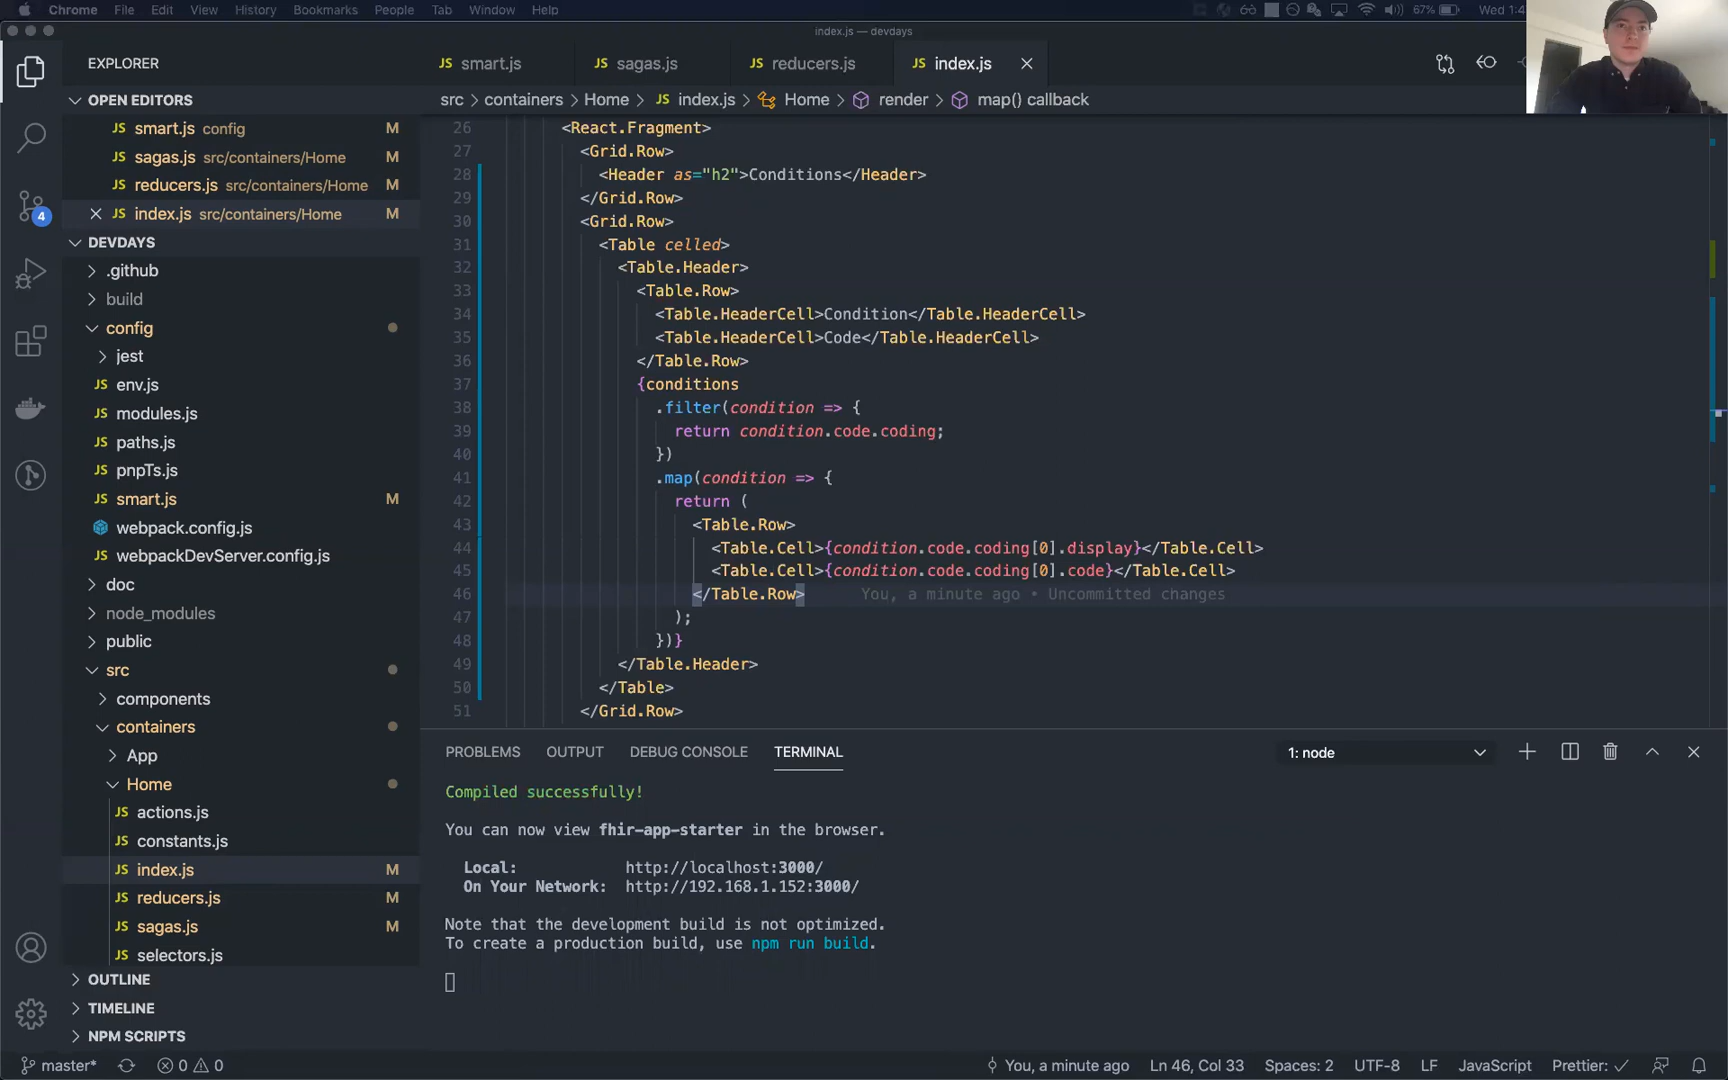 Chrome File Edit View History Bookmarks People Tab Window Help 67% Wed 1:4
index.js — devdays
EXPLORER
JS smart.js JS sagas.js JS reducers.js JS index.js
OPEN EDITORS
src containers Home JS index.js Home render map() callback
JS smart.js config M
JS sagas.js src/containers/Home M
JS reducers.js src/containers/Home M
JS index.js src/containers/Home M
4
DEVDAYS
.github
build
config
jest
JS env.js
JS modules.js
JS paths.js
JS pnpTs.js
JS smart.js M
webpack.config.js
JS webpackDevServer.config.js
doc
node_modules
public
src
components
containers
App
Home
JS actions.js
JS constants.js
JS index.js M
JS reducers.js M
JS sagas.js M
JS selectors.js
OUTLINE
TIMELINE
NPM SCRIPTS
26 <React.Fragment>
27 <Grid.Row>
28 <Header as="h2">Conditions</Header>
29 </Grid.Row>
30 <Grid.Row>
31 <Table celled>
32 <Table.Header>
33 <Table.Row>
34 <Table.HeaderCell>Condition</Table.HeaderCell>
35 <Table.HeaderCell>Code</Table.HeaderCell>
36 </Table.Row>
37 {conditions
38 .filter(condition => {
39 return condition.code.coding;
40 })
41 .map(condition => {
42 return (
43 <Table.Row>
44 <Table.Cell>{condition.code.coding[0].display}</Table.Cell>
45 <Table.Cell>{condition.code.coding[0].code}</Table.Cell>
46 </Table.Row> You, a minute ago • Uncommitted changes
47 );
48 })}
49 </Table.Header>
50 </Table>
51 </Grid.Row>
PROBLEMS OUTPUT DEBUG CONSOLE TERMINAL 1: node
Compiled successfully!
You can now view fhir-app-starter in the browser.
Local: http://localhost:3000/
On Your Network: http://192.168.1.152:3000/
Note that the development build is not optimized.
To create a production build, use npm run build.
master* 0 0 You, a minute ago Ln 46, Col 33 Spaces: 2 UTF-8 LF JavaScript Prettier: ✓